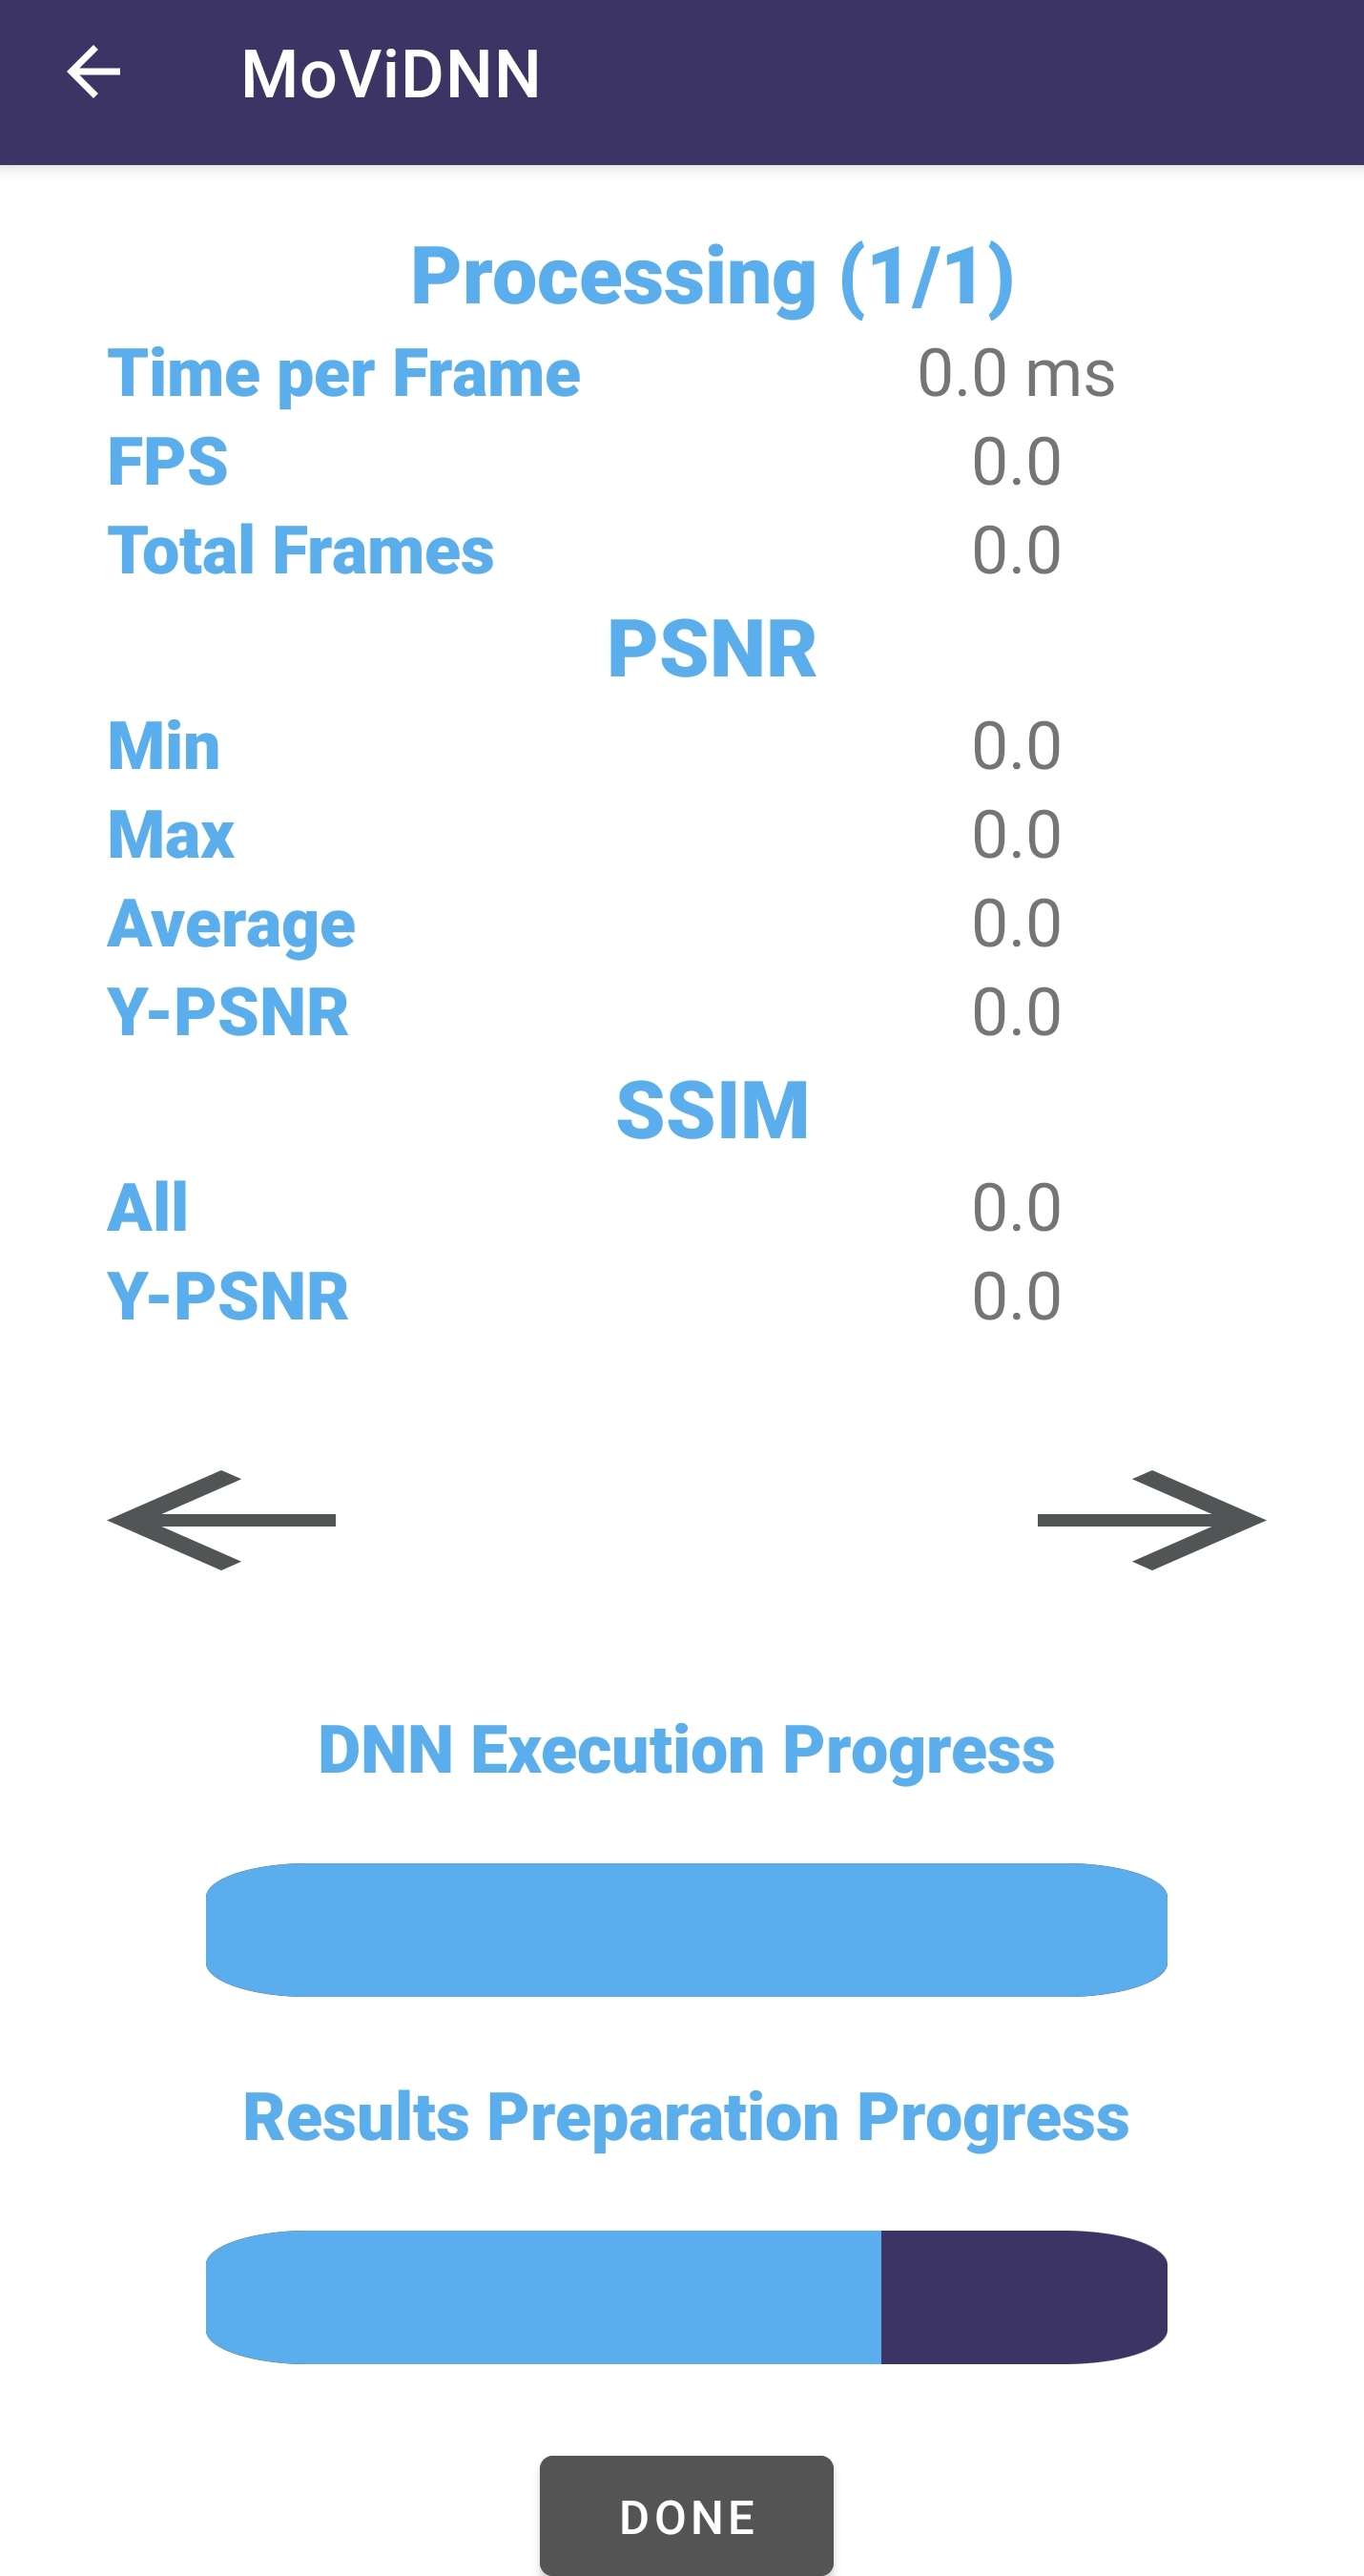 MoViDNN
Processing (1/1)
Time per Frame 0.0 ms
FPS 0.0
Total Frames 0.0
PSNR
Min 0.0
Max 0.0
Average 0.0
Y-PSNR 0.0
SSIM
All 0.0
Y-PSNR 0.0
DNN Execution Progress
Results Preparation Progress
DONE